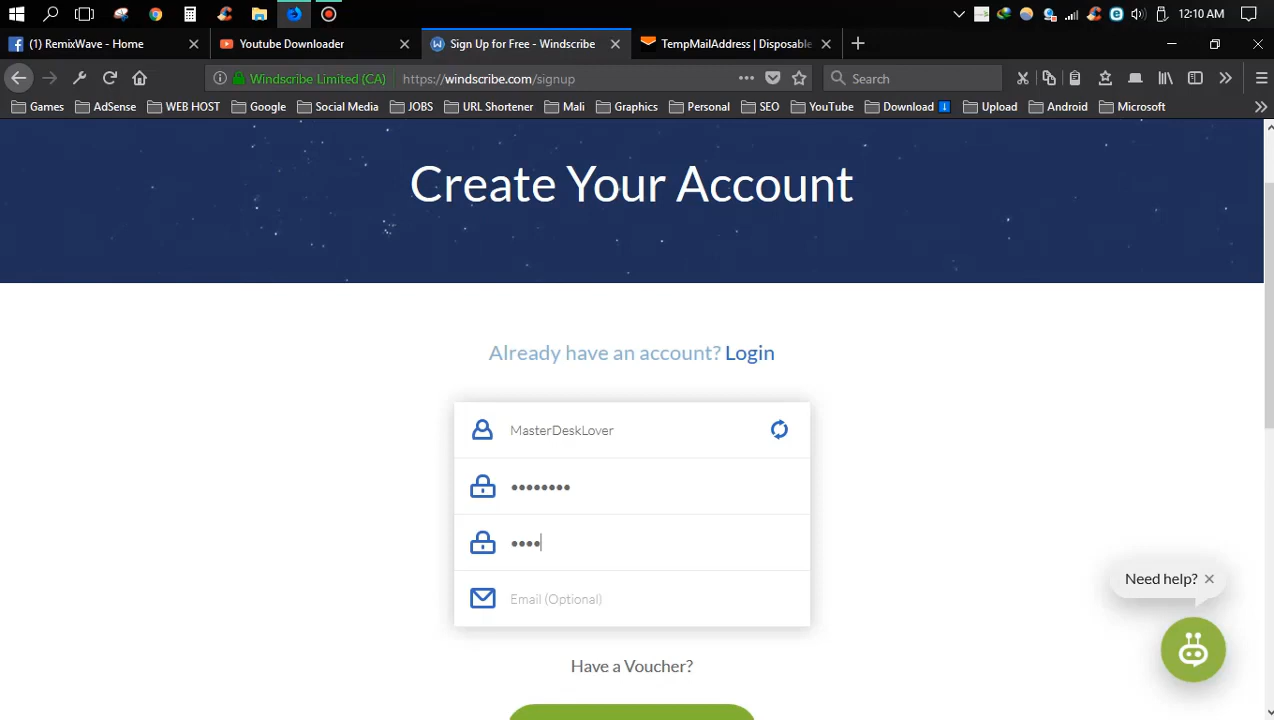 12:10 AM
(1) RemixWave - Home
Youtube Downloader
Sign Up for Free - Windscribe
TempMailAddress | Disposable
Windscribe Limited (CA)
https://windscribe.com/signup
Search
Games
AdSense
WEB HOST
Google
Social Media
JOBS
URL Shortener
Mali
Graphics
Personal
SEO
YouTube
Download
Upload
Android
Microsoft
Create Your Account
Already have an account? Login
MasterDeskLover
••••••••
••••
Email (Optional)
Need help?
Have a Voucher?